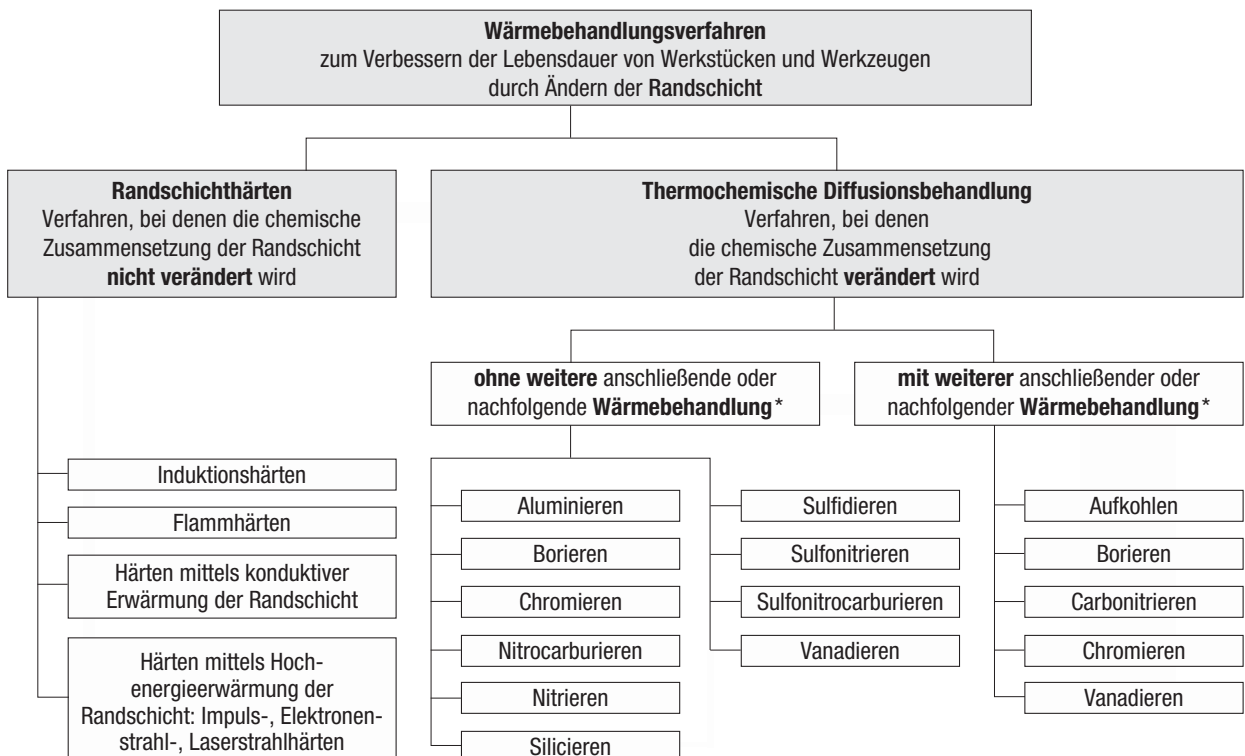 Wärmebehandlungsverfahren
zum Verbessern der Lebensdauer von Werkstücken und Werkzeugen
durch Ändern der Randschicht
Randschichthärten
Verfahren, bei denen die chemische
Zusammensetzung der Randschicht
nicht verändert wird
Thermochemische Diffusionsbehandlung
Verfahren, bei denen
die chemische Zusammensetzung
der Randschicht verändert wird
ohne weitere anschließende oder
nachfolgende Wärmebehandlung*
mit weiterer anschließender oder
nachfolgender Wärmebehandlung*
Induktionshärten
Flammhärten
Härten mittels konduktiver
Erwärmung der Randschicht
Härten mittels Hoch-
energieerwärmung der
Randschicht: Impuls-, Elektronen-
strahl-, Laserstrahlhärten
Aluminieren
Borieren
Chromieren
Nitrocarburieren
Nitrieren
Silicieren
Sulfidieren
Sulfonitrieren
Sulfonitrocarburieren
Vanadieren
Aufkohlen
Borieren
Carbonitrieren
Chromieren
Vanadieren